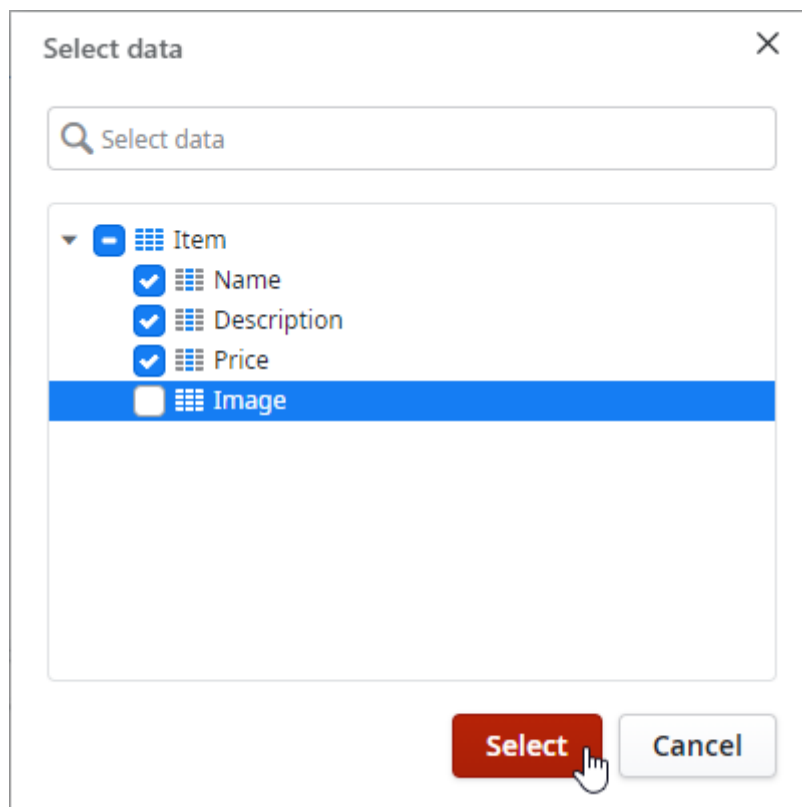 Select data
Select data
Item
Name
Description
Price
Image
Select Cancel